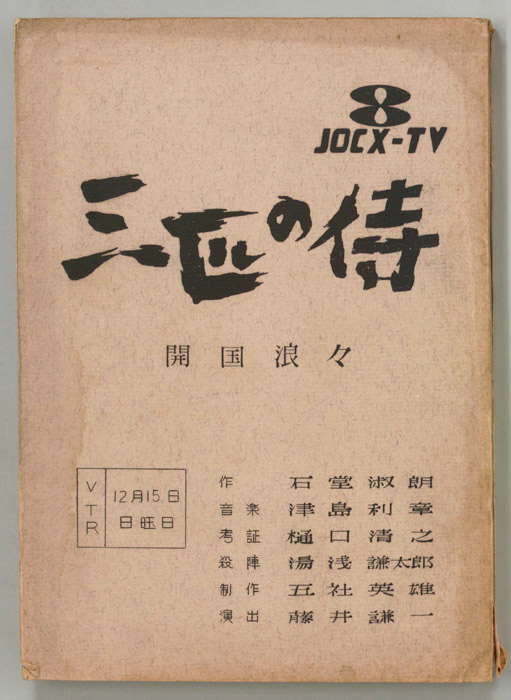 8
JOCX-TV
三匹の侍
開国浪々
VTR
12月15日
日旺日
作 石堂淑朗
音楽 津島利章
考証 樋口清之
殺陣 湯浅謙太郎
制作 五社英雄
演出 藤井謙一